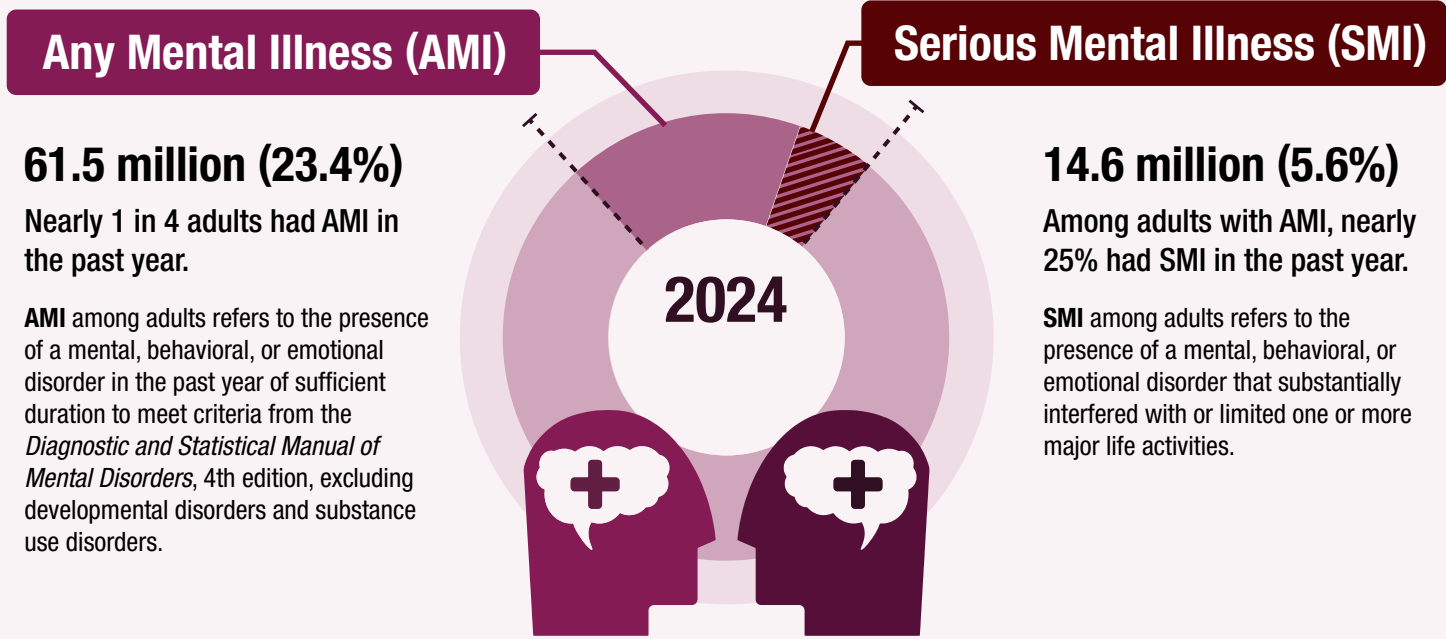 Any Mental Illness (AMI)
61.5 million (23.4%)
Nearly 1 in 4 adults had AMI in
the past year.
AMI among adults refers to the presence
of a mental, behavioral, or emotional
disorder in the past year of sufficient
duration to meet criteria from the
Diagnostic and Statistical Manual of
Mental Disorders, 4th edition, excluding
developmental disorders and substance
use disorders.
2024
Serious Mental Illness (SMI)
14.6 million (5.6%)
Among adults with AMI, nearly
25% had SMI in the past year.
SMI among adults refers to the
presence of a mental, behavioral, or
emotional disorder that substantially
interfered with or limited one or more
major life activities.